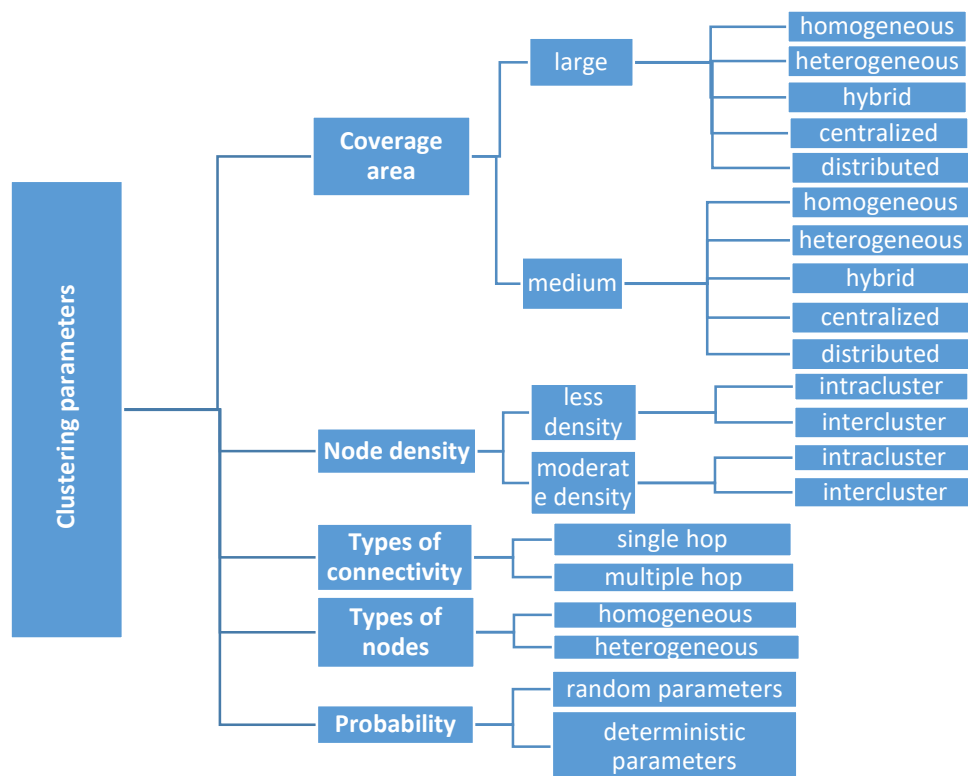 Clustering parameters
Coverage
area
large
homogeneous
heterogeneous
hybrid
centralized
distributed
medium
homogeneous
heterogeneous
hybrid
centralized
distributed
Node density
less
density
intracluster
intercluster
moderat
e density
intracluster
intercluster
Types of
connectivity
single hop
multiple hop
Types of
nodes
homogeneous
heterogeneous
Probability
random parameters
deterministic
parameters